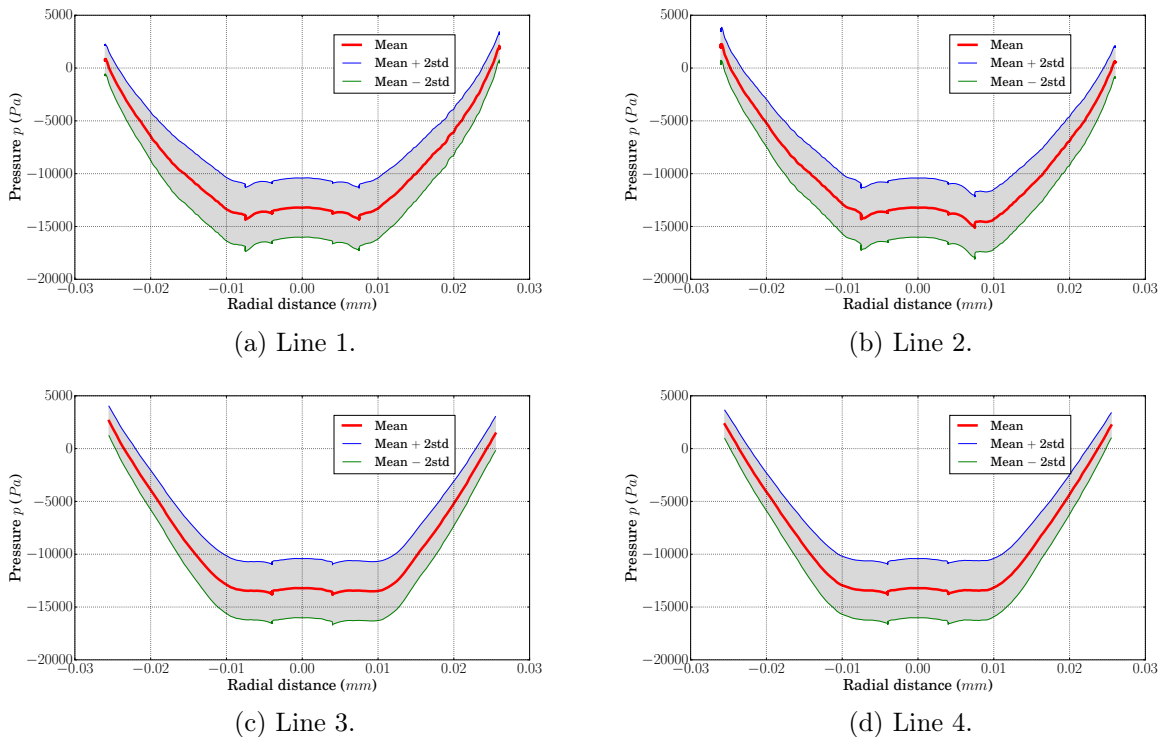 5000
0
−5000
−10000
−15000
−20000
−0.03 −0.02 −0.01 0.00 0.01 0.02 0.03
Pressure p (Pa)
Radial distance (mm)
Mean
Mean + 2std
Mean − 2std
(a) Line 1.
5000
0
−5000
−10000
−15000
−20000
−0.03 −0.02 −0.01 0.00 0.01 0.02 0.03
Pressure p (Pa)
Radial distance (mm)
Mean
Mean + 2std
Mean − 2std
(b) Line 2.
5000
0
−5000
−10000
−15000
−20000
−0.03 −0.02 −0.01 0.00 0.01 0.02 0.03
Pressure p (Pa)
Radial distance (mm)
Mean
Mean + 2std
Mean − 2std
(c) Line 3.
5000
0
−5000
−10000
−15000
−20000
−0.03 −0.02 −0.01 0.00 0.01 0.02 0.03
Pressure p (Pa)
Radial distance (mm)
Mean
Mean + 2std
Mean − 2std
(d) Line 4.